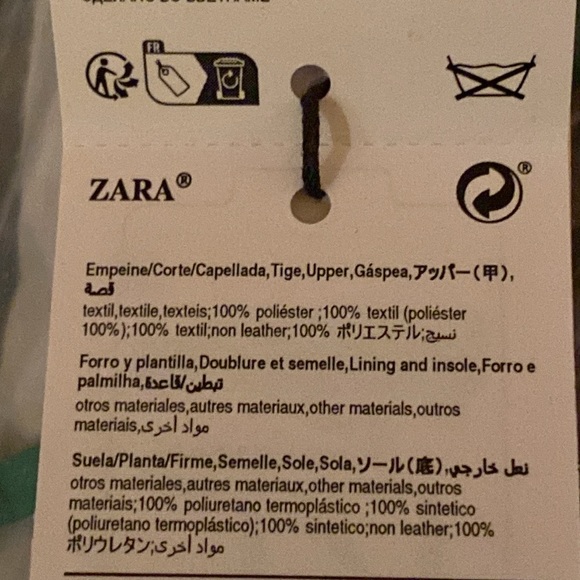 FR
ZARA®
®
Empeine/Corte/Capellada,Tige,Upper,Gáspea,アッパー(甲),
قصة
textil,textile,texteis;100% poliéster ;100% textil (poliéster
100%);100% textil;non leather;100% ポリエステル;نسيج
Forro y plantilla,Doublure et semelle,Lining and insole,Forro e
palmilha,تبطين/قاعدة
otros materiales,autres materiaux,other materials,outros
materiais,مواد أخرى
Suela/Planta/Firme,Semelle,Sole,Sola,ソール(底),نعل خارجي
otros materiales,autres materiaux,other materials,outros
materiais;100% poliuretano termoplástico ;100% sintetico
(poliuretano termoplástico);100% sintetico;non leather;100%
ポリウレタン;مواد أخرى